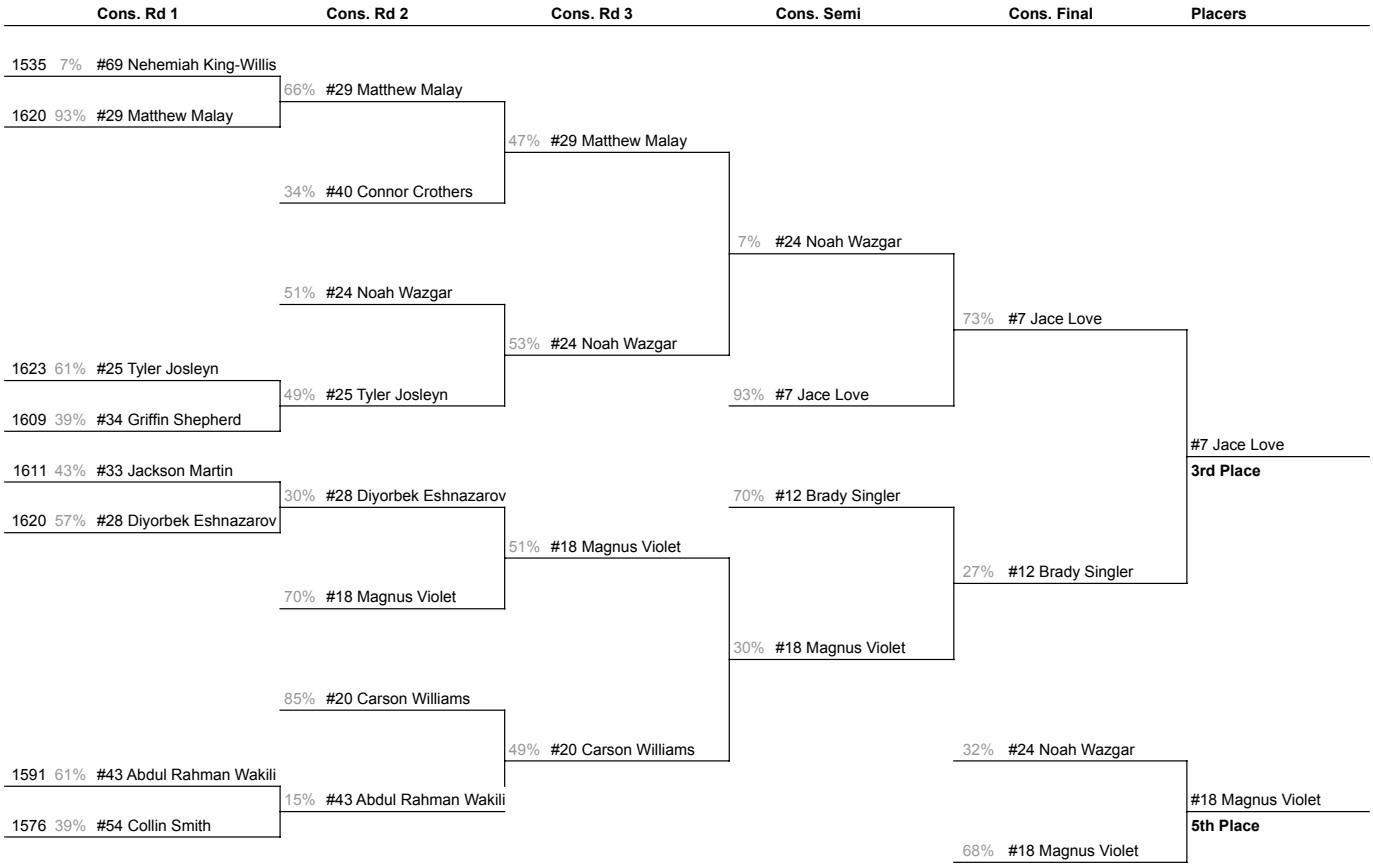 Cons. Rd 1 Cons. Rd 2 Cons. Rd 3 Cons. Semi Cons. Final Placers
1535 7% #69 Nehemiah King-Willis
66% #29 Matthew Malay
1620 93% #29 Matthew Malay
47% #29 Matthew Malay
34% #40 Connor Crothers
7% #24 Noah Wazgar
51% #24 Noah Wazgar
73% #7 Jace Love
53% #24 Noah Wazgar
1623 61% #25 Tyler Josleyn
49% #25 Tyler Josleyn
93% #7 Jace Love
1609 39% #34 Griffin Shepherd
#7 Jace Love
1611 43% #33 Jackson Martin
3rd Place
30% #28 Diyorbek Eshnazarov
70% #12 Brady Singler
1620 57% #28 Diyorbek Eshnazarov
51% #18 Magnus Violet
27% #12 Brady Singler
70% #18 Magnus Violet
30% #18 Magnus Violet
85% #20 Carson Williams
49% #20 Carson Williams
32% #24 Noah Wazgar
1591 61% #43 Abdul Rahman Wakili
15% #43 Abdul Rahman Wakili
#18 Magnus Violet
1576 39% #54 Collin Smith
5th Place
68% #18 Magnus Violet